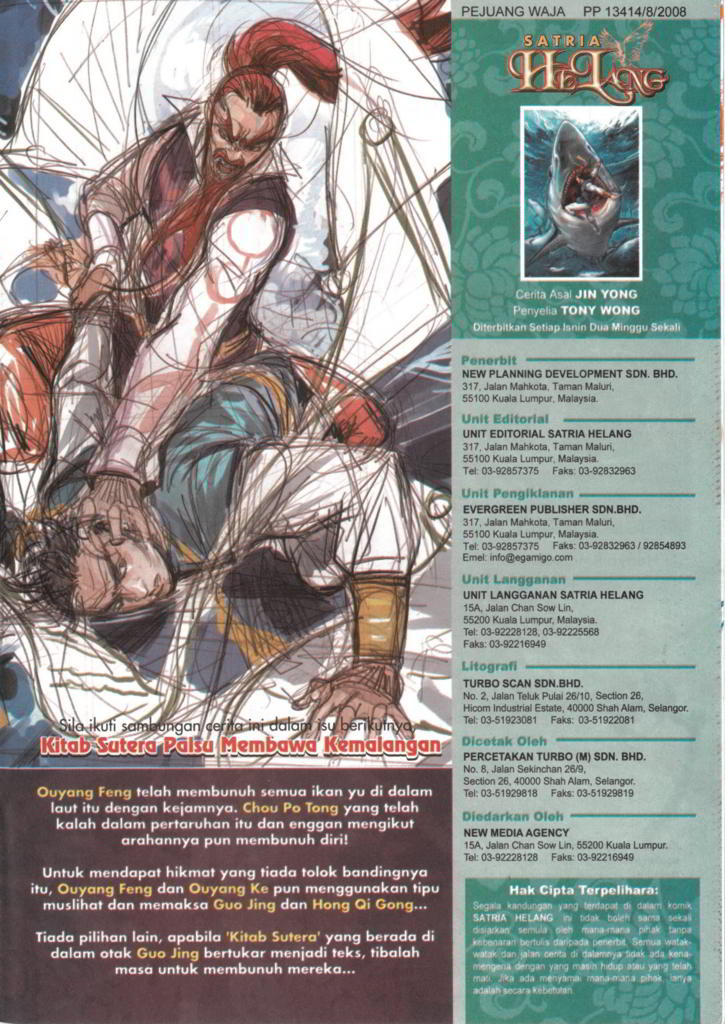 Sila ikuti sambungan cerita ini dalam isu berikutnya
Kitab Sutera Palsu Membawa Kemalangan
Ouyang Feng telah membunuh semua ikan yu di dalam
laut itu dengan kejamnya. Chou Po Tong yang telah
kalah dalam pertaruhan itu dan enggan mengikut
arahannya pun membunuh diri!
Untuk mendapat hikmat yang tiada tolok bandingnya
itu, Ouyang Feng dan Ouyang Ke pun menggunakan tipu
muslihat dan memaksa Guo Jing dan Hong Qi Gong...
Tiada pilihan lain, apabila 'Kitab Sutera' yang berada di
dalam otak Guo Jing bertukar menjadi teks, tibalah
masa untuk membunuh mereka...
PEJUANG WAJA PP 13414/8/2008
SATRIA
HELANG
Cerita Asal JIN YONG
Penyelia TONY WONG
Diterbitkan Setiap Isnin Dua Minggu Sekali
Penerbit
NEW PLANNING DEVELOPMENT SDN. BHD.
317, Jalan Mahkota, Taman Maluri,
55100 Kuala Lumpur, Malaysia.
Unit Editorial
UNIT EDITORIAL SATRIA HELANG
317, Jalan Mahkota, Taman Maluri,
55100 Kuala Lumpur, Malaysia.
Tel: 03-92857375 Faks: 03-92832963
Unit Pengiklanan
EVERGREEN PUBLISHER SDN.BHD.
317, Jalan Mahkota, Taman Maluri,
55100 Kuala Lumpur, Malaysia.
Tel: 03-92857375 Faks: 03-92832963 / 92854893
Emel: info@egamigo.com
Unit Langganan
UNIT LANGGANAN SATRIA HELANG
15A, Jalan Chan Sow Lin,
55200 Kuala Lumpur, Malaysia.
Tel: 03-92228128, 03-92225568
Faks: 03-92216949
Litografi
TURBO SCAN SDN.BHD.
No. 2, Jalan Teluk Pulai 26/10, Section 26,
Hicom Industrial Estate, 40000 Shah Alam, Selangor.
Tel: 03-51923081 Faks: 03-51922081
Dicetak Oleh
PERCETAKAN TURBO (M) SDN. BHD.
No. 8, Jalan Sekinchan 26/9,
Section 26, 40000 Shah Alam, Selangor.
Tel: 03-51929818 Faks: 03-51929819
Diedarkan Oleh
NEW MEDIA AGENCY
15A, Jalan Chan Sow Lin, 55200 Kuala Lumpur.
Tel: 03-92228128 Faks: 03-92216949
Hak Cipta Terpelihara:
Segala kandungan yang terdapat di dalam komik
SATRIA HELANG ini tidak boleh sama sekali
disiarkan semula oleh mana-mana pihak tanpa
kebenaran bertulis daripada penerbit. Semua watak-
watak dan jalan cerita di dalamnya tidak ada kena-
mengena dengan yang masih hidup atau yang telah
mati. Jika ada menyamai mana-mana pihak, ianya
adalah secara kebetulan.